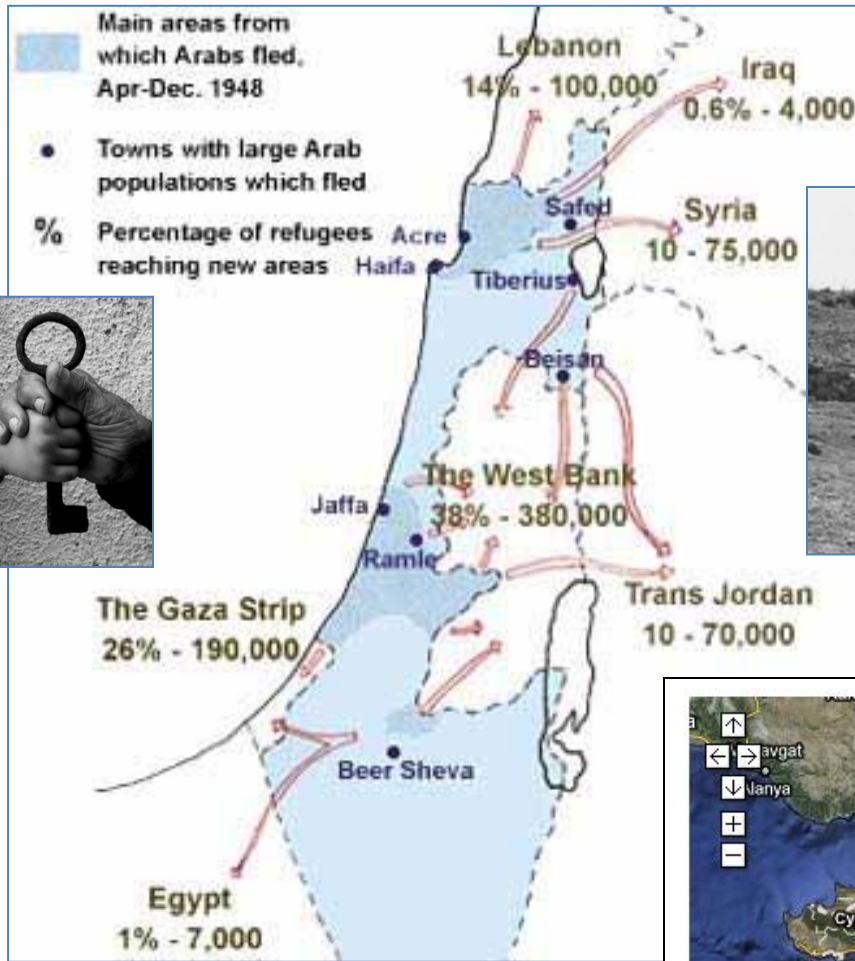 Main areas from
which Arabs fled,
Apr-Dec. 1948
Towns with large Arab
populations which fled
%
Percentage of refugees
reaching new areas
Lebanon
14% - 100,000
Iraq
0.6% - 4,000
Syria
10 - 75,000
Safed
Acre
Haifa
Tiberius
Beisan
The West Bank
38% - 380,000
Jaffa
Ramle
Trans Jordan
10 - 70,000
The Gaza Strip
26% - 190,000
Beer Sheva
Egypt
1% - 7,000
avgat
Alanya
Cy